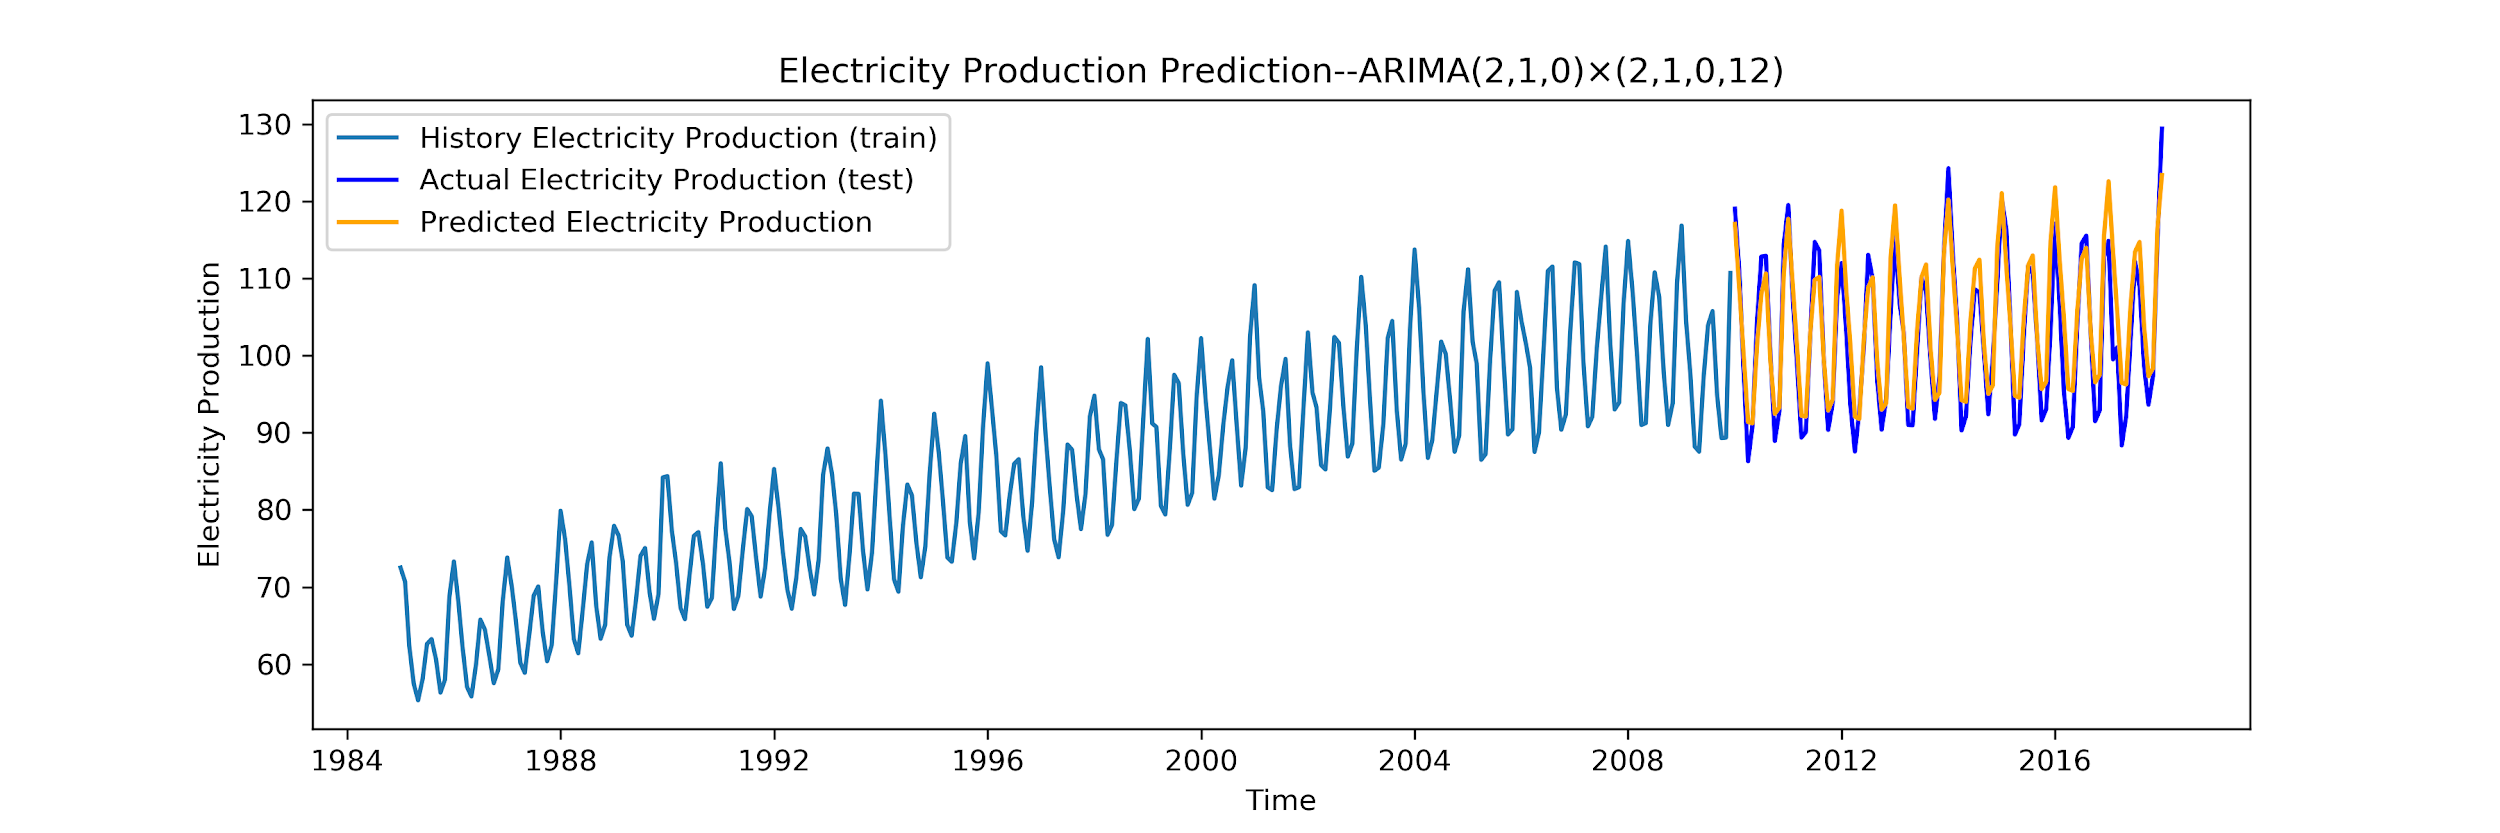 Electricity Production Prediction--ARIMA(2,1,0)×(2,1,0,12)
History Electricity Production (train)
Actual Electricity Production (test)
Predicted Electricity Production
Electricity Production
130
120
110
100
90
80
70
60
1984 1988 1992 1996 2000 2004 2008 2012 2016
Time